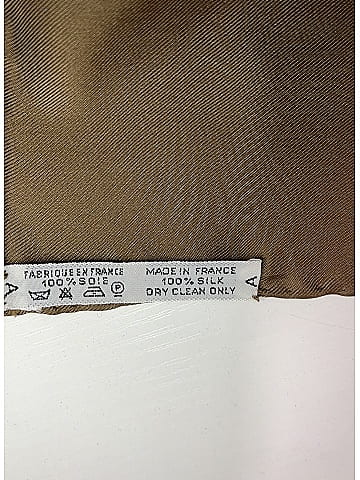 FABRIQUE EN FRANCE
100% SOIE
A
P
MADE IN FRANCE
100% SILK
DRY CLEAN ONLY
A